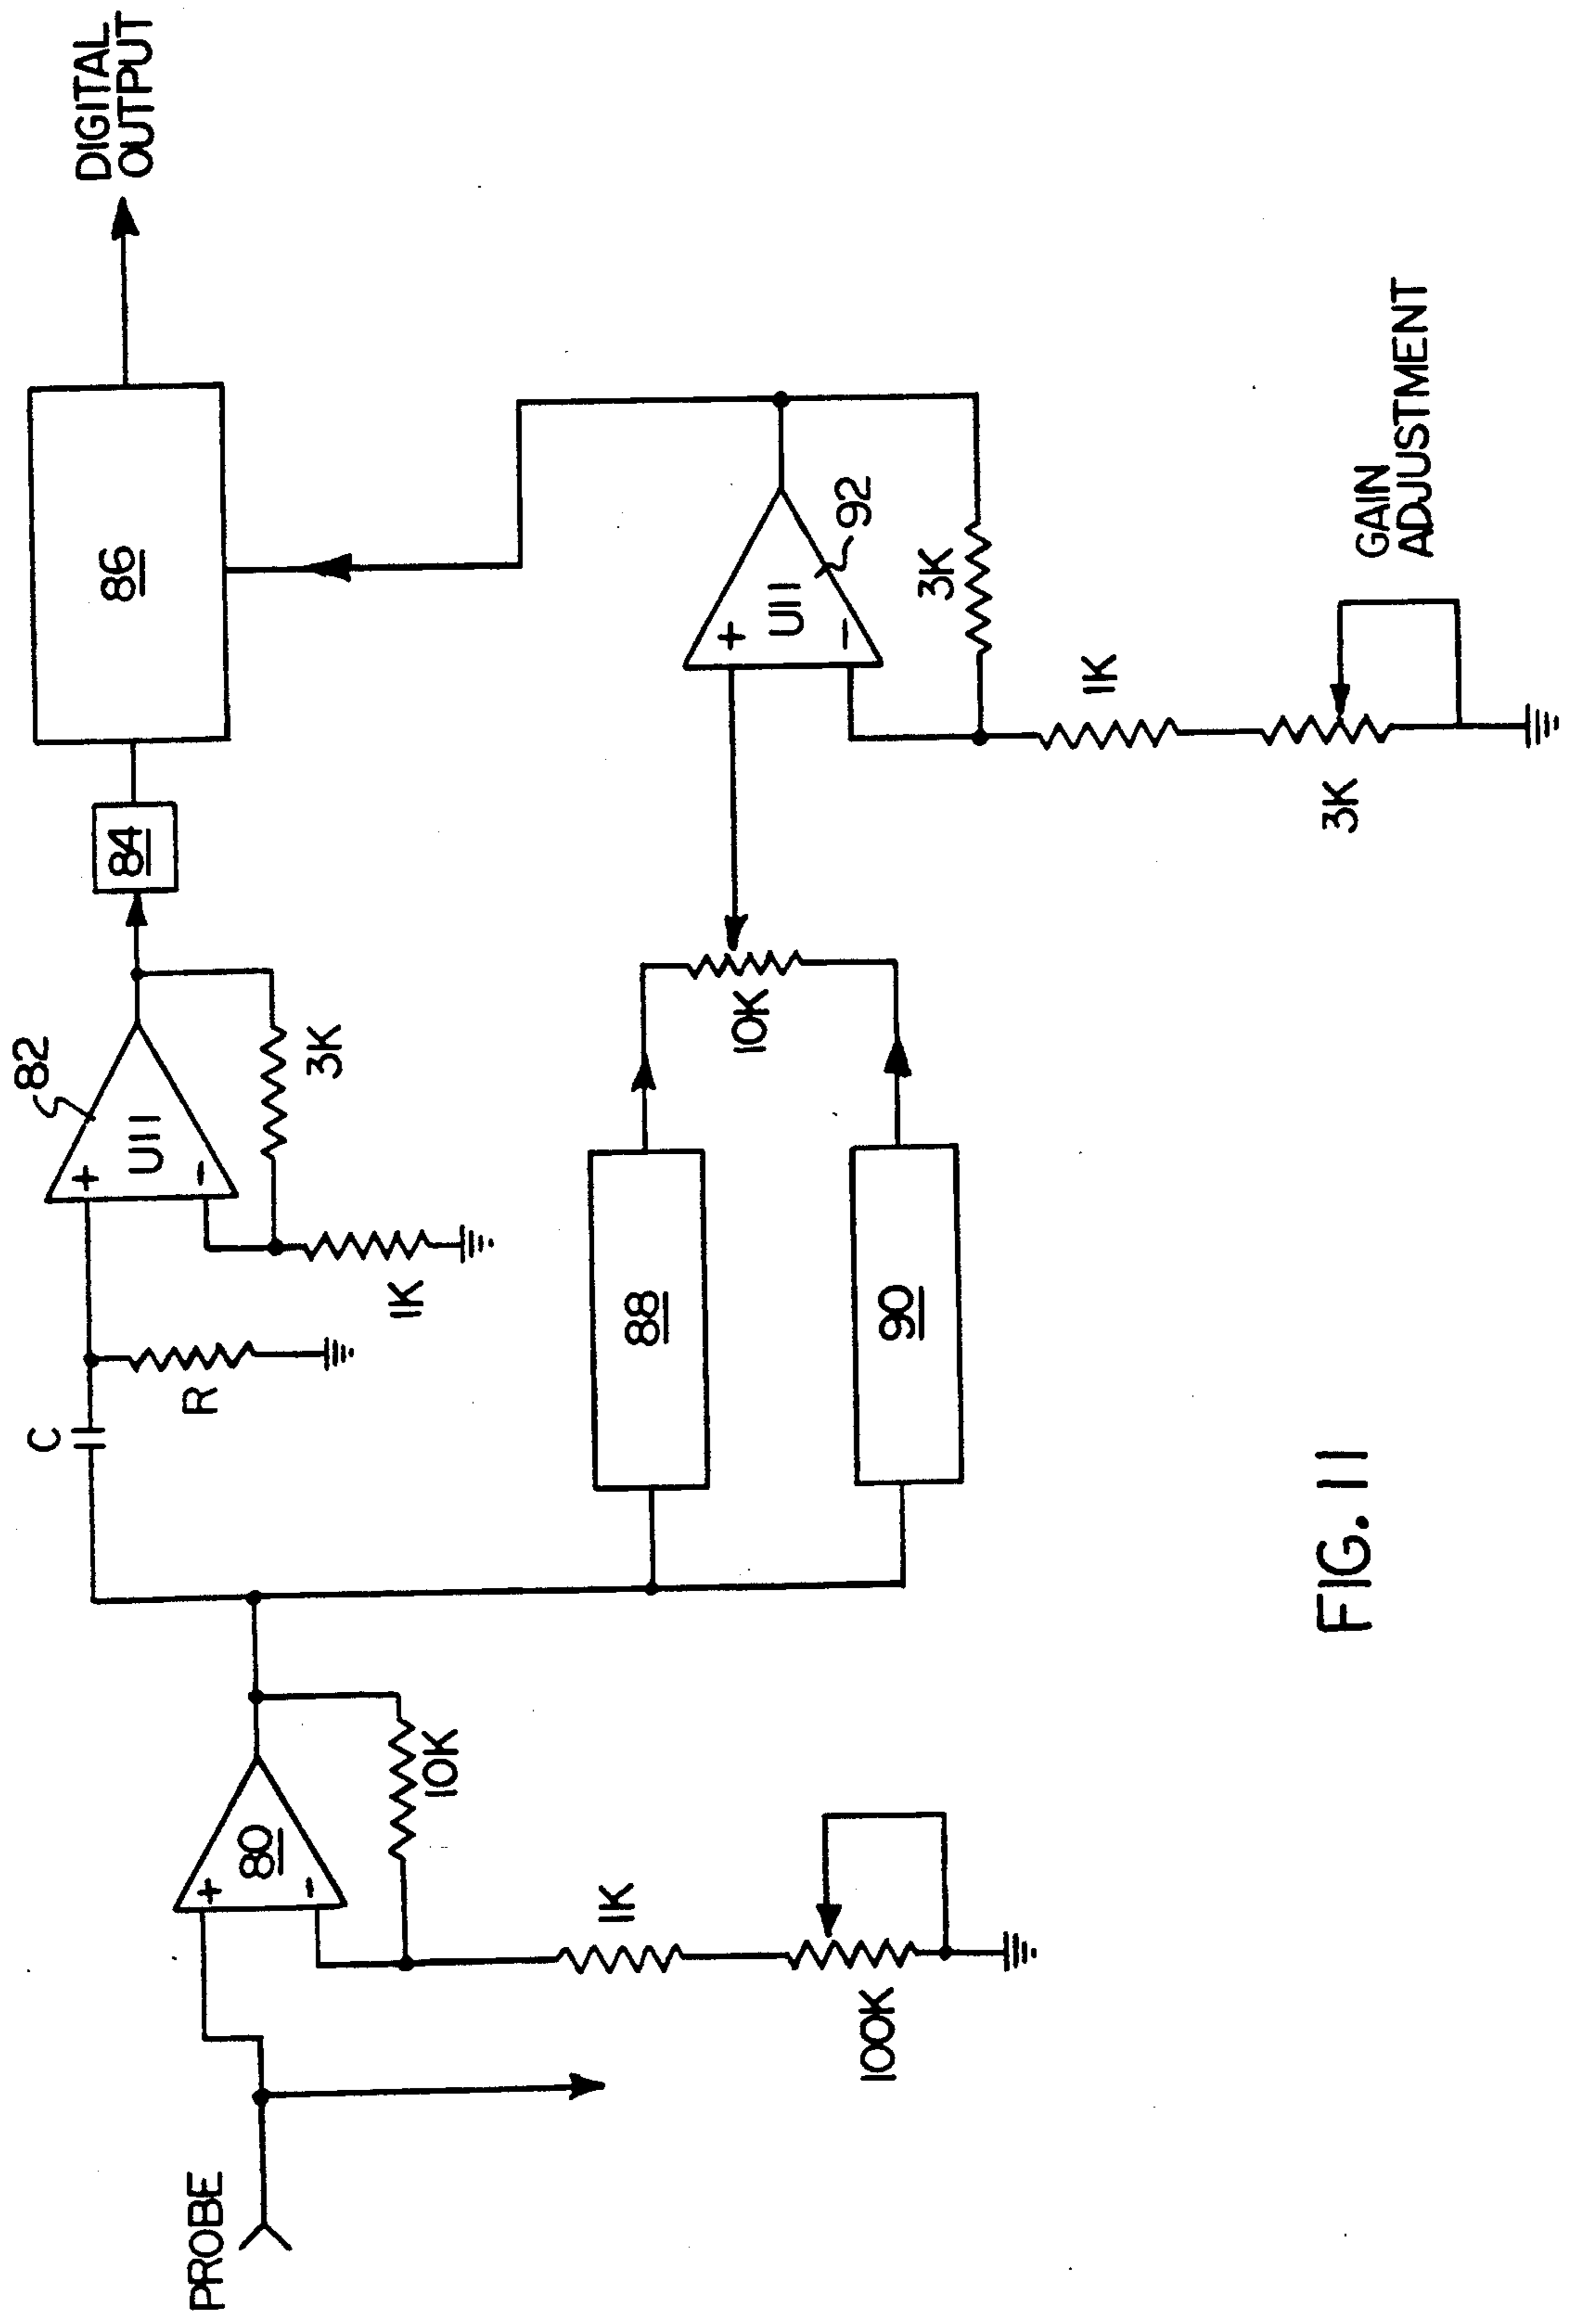 DIGITAL
OUTPUT
86
84
82
+
U11
−
3K
1K
C
R
88
90
10K
+
U11
−
92
3K
1K
3K
GAIN
ADJUSTMENT
80
+
−
10K
1K
100K
PROBE
FIG. 11